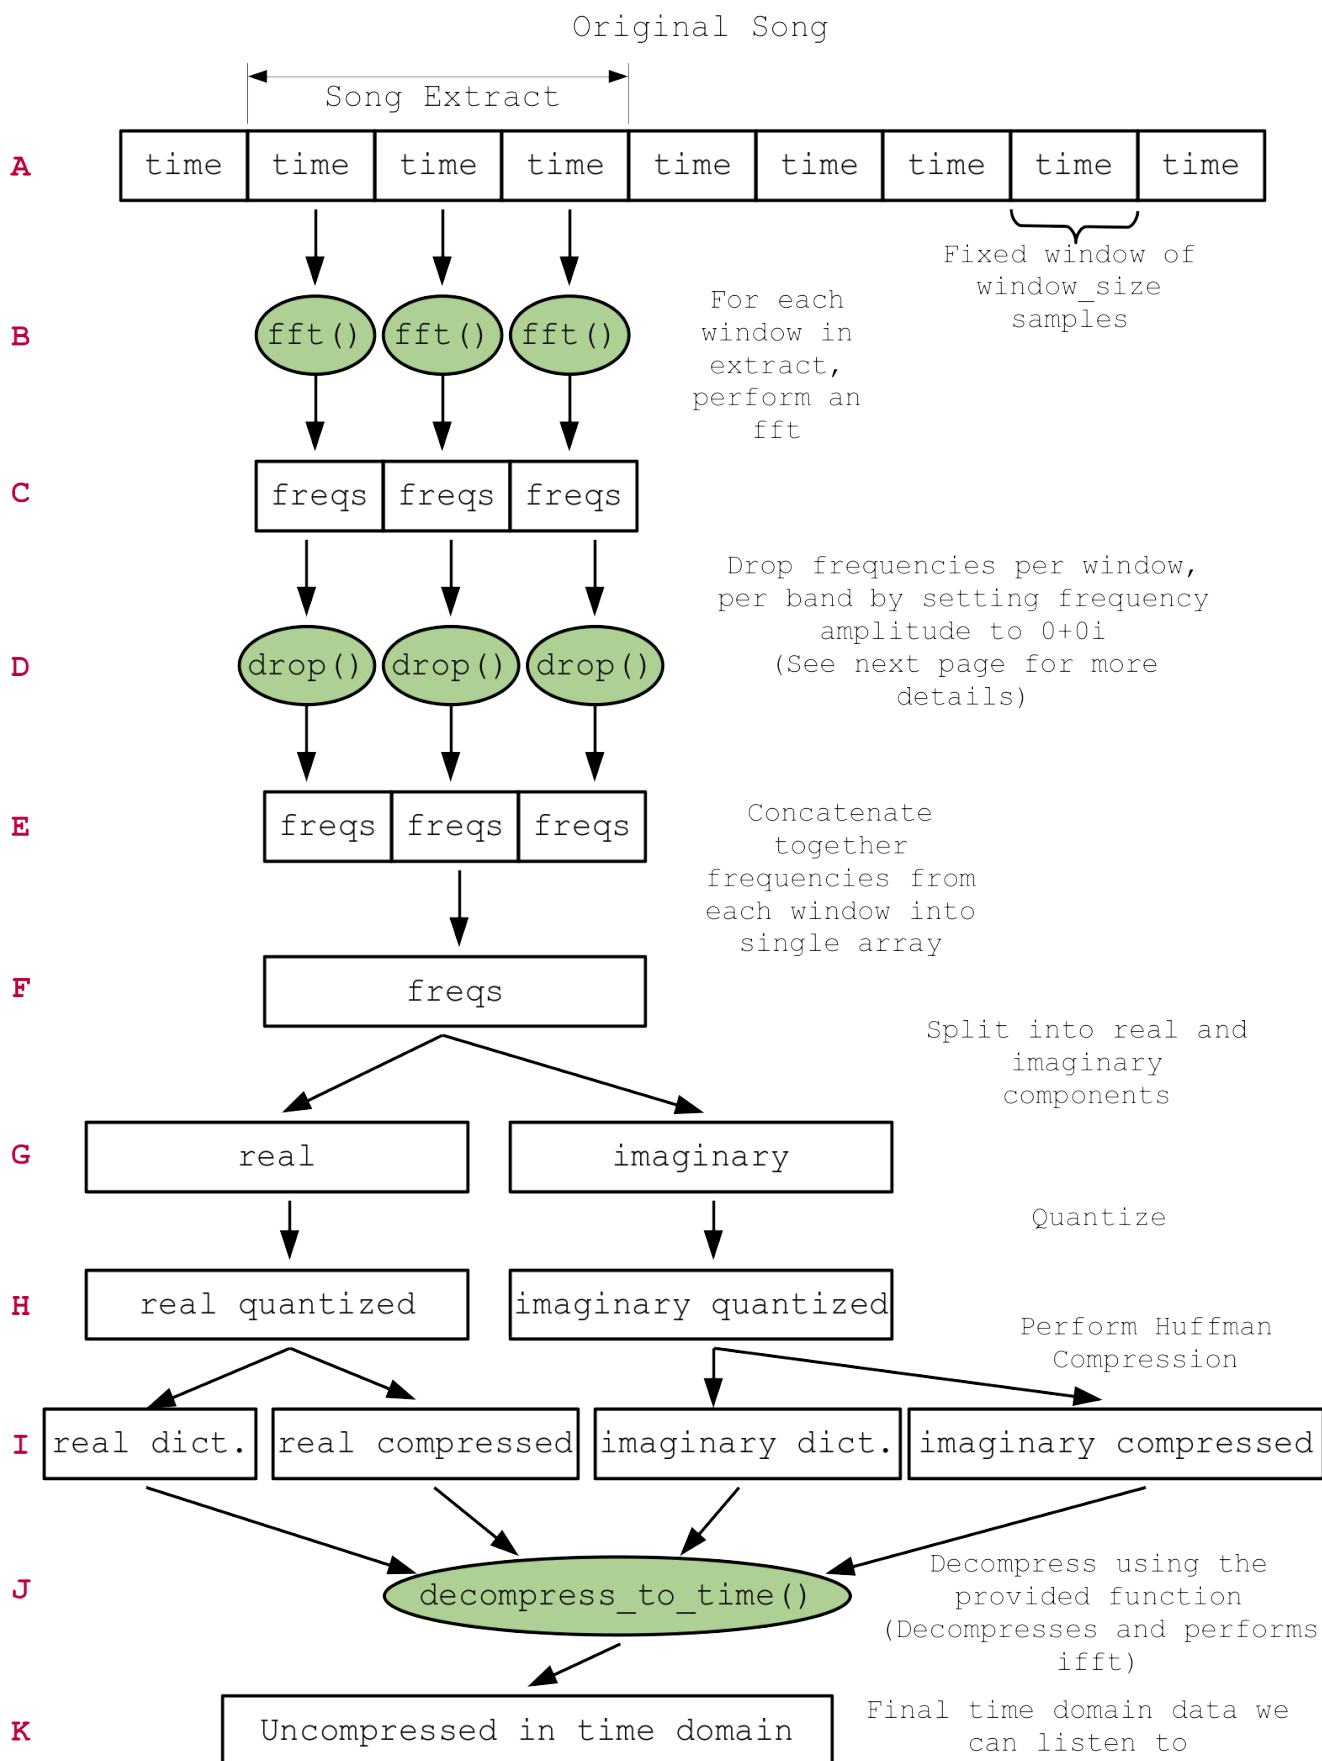 Original Song
Song Extract
A
time time time time time time time time time
Fixed window of
window_size
samples
B
fft() fft() fft()
For each
window in
extract,
perform an
fft
C
freqs freqs freqs
Drop frequencies per window,
per band by setting frequency
amplitude to 0+0i
(See next page for more
details)
D
drop() drop() drop()
E
freqs freqs freqs
Concatenate
together
frequencies from
each window into
single array
F
freqs
Split into real and
imaginary
components
G
real imaginary
Quantize
H
real quantized imaginary quantized
Perform Huffman
Compression
I
real dict. real compressed imaginary dict. imaginary compressed
J
decompress_to_time()
Decompress using the
provided function
(Decompresses and performs
ifft)
K
Uncompressed in time domain
Final time domain data we
can listen to